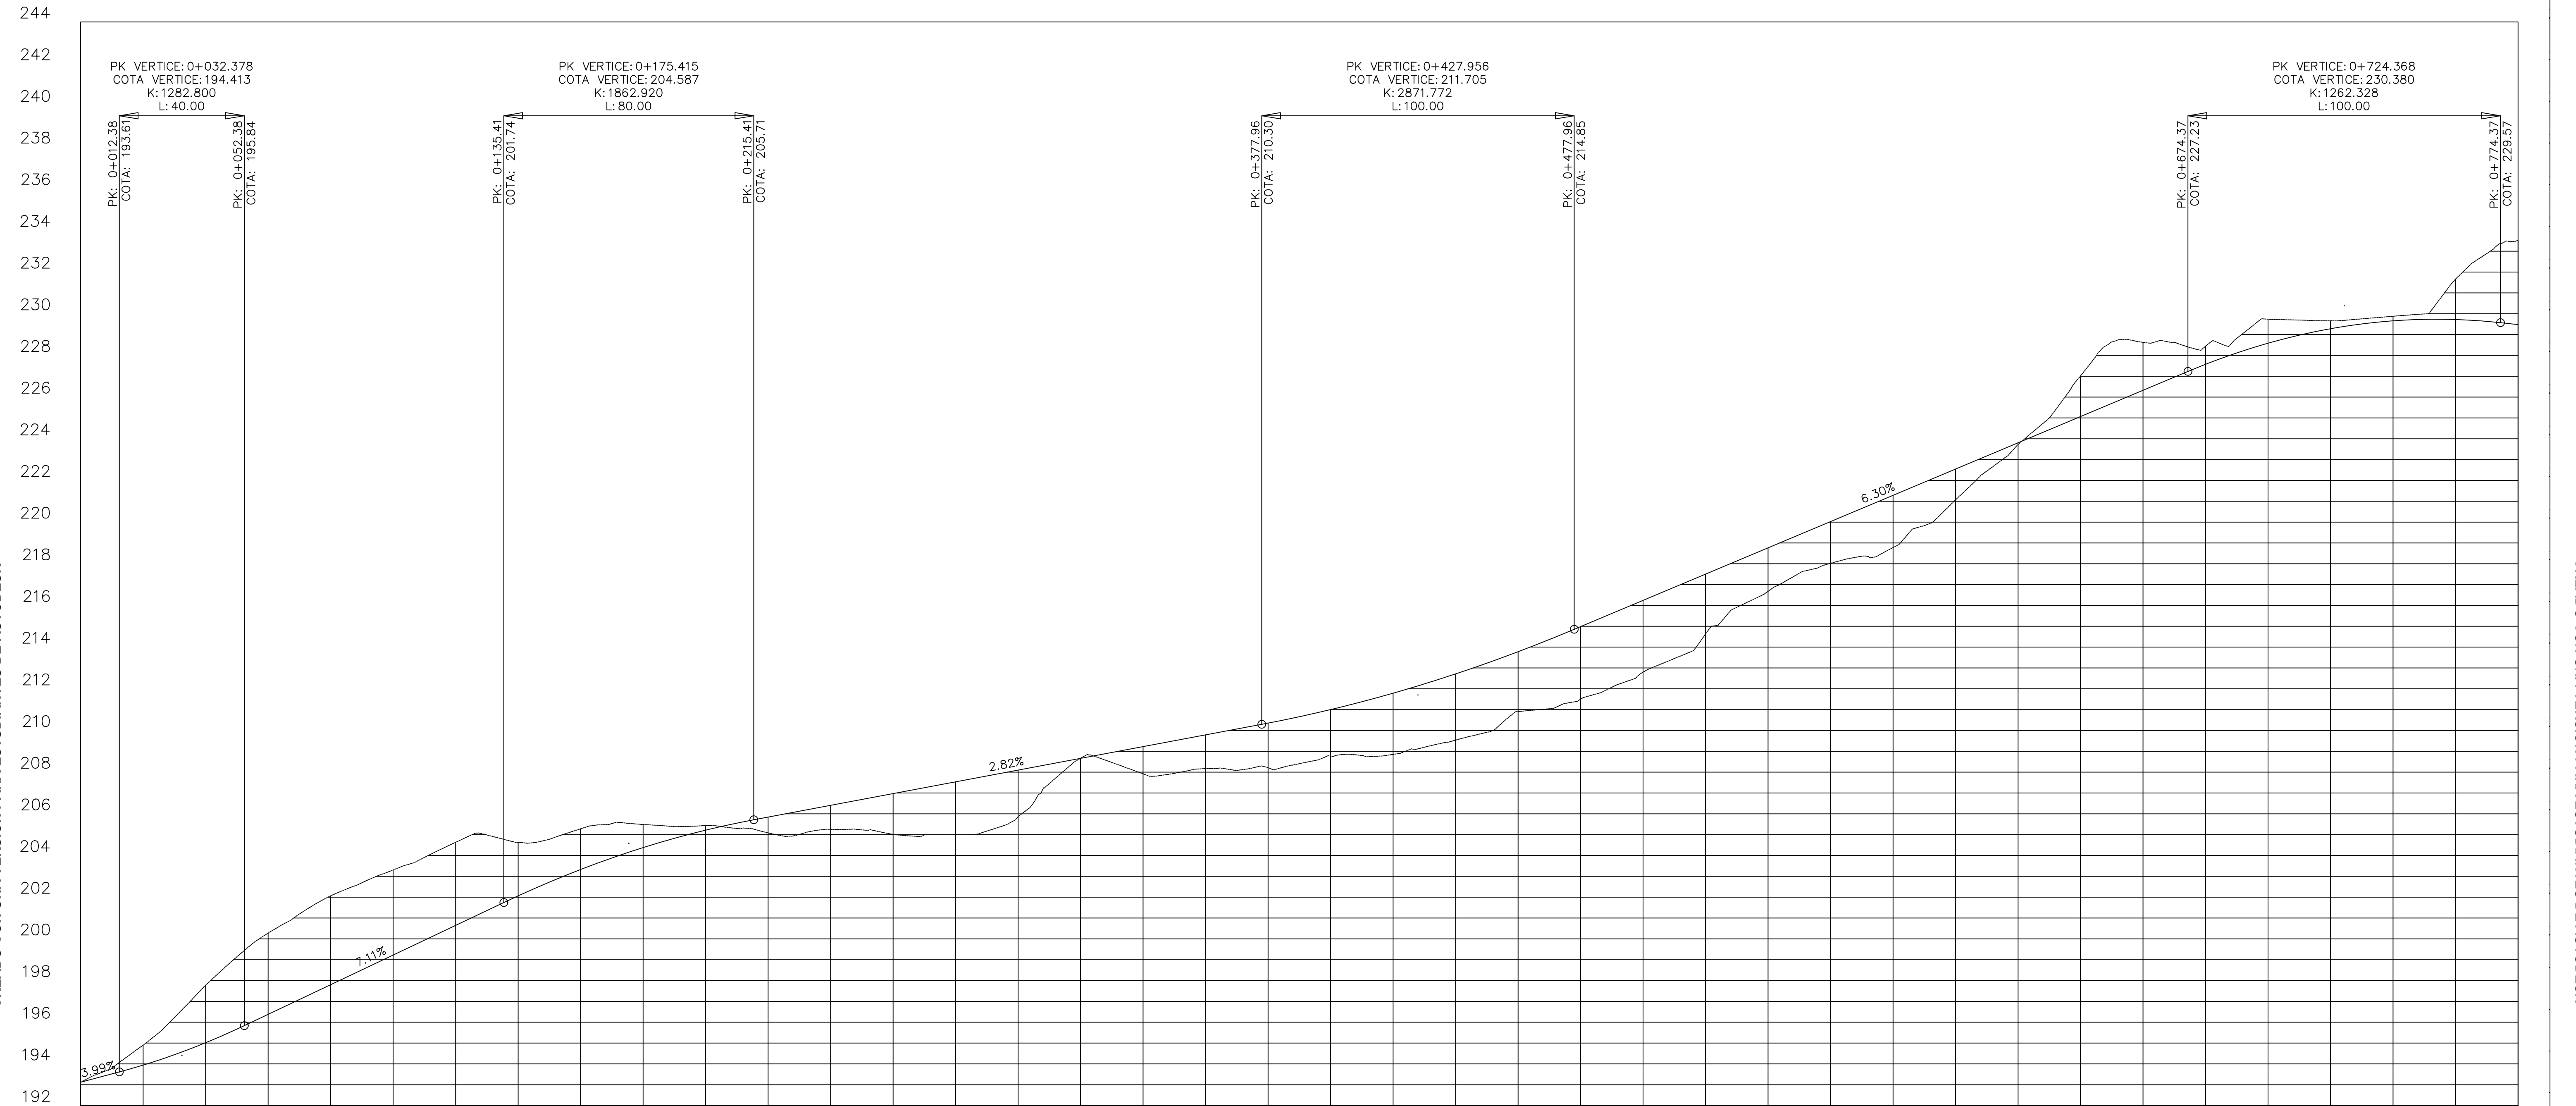 244
242
240
238
236
234
232
230
228
226
224
222
220
218
216
214
212
210
208
206
204
202
200
198
196
194
192
PK VERTICE: 0+032.378
COTA VERTICE: 194.413
K: 1282.800
L: 40.00
PK: 0+012.38
COTA: 193.61
PK: 0+052.38
COTA: 195.84
PK VERTICE: 0+175.415
COTA VERTICE: 204.587
K: 1862.920
L: 80.00
PK: 0+135.41
COTA: 201.74
PK: 0+215.41
COTA: 205.71
PK VERTICE: 0+427.956
COTA VERTICE: 211.705
K: 2871.772
L: 100.00
PK: 0+377.96
COTA: 210.30
PK: 0+477.96
COTA: 214.85
PK VERTICE: 0+724.368
COTA VERTICE: 230.380
K: 1262.328
L: 100.00
PK: 0+674.37
COTA: 227.23
PK: 0+774.37
COTA: 229.57
3.99%
7.11%
2.82%
6.30%